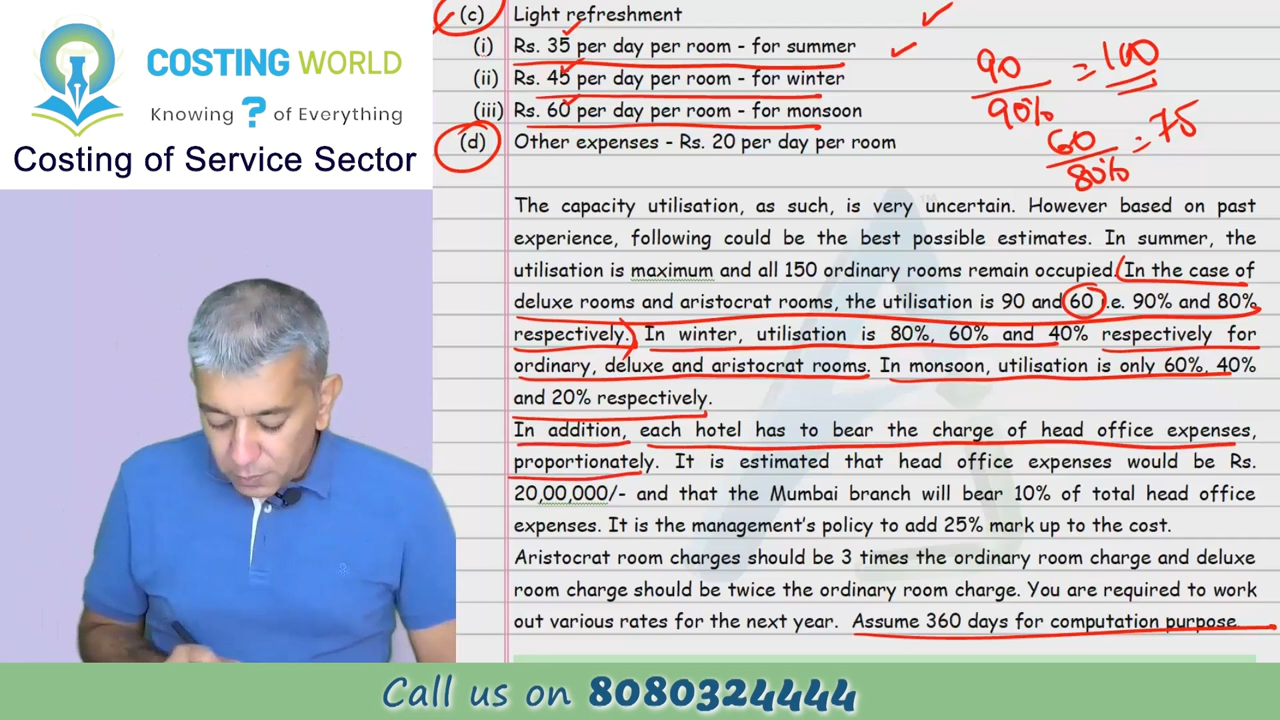 COSTING WORLD
Knowing ? of Everything
Costing of Service Sector
(c) Light refreshment
(i) Rs. 35 per day per room - for summer
(ii) Rs. 45 per day per room - for winter
(iii) Rs. 60 per day per room - for monsoon
(d) Other expenses - Rs. 20 per day per room
90/90% = 100
60/80% = 75
The capacity utilisation, as such, is very uncertain. However based on past
experience, following could be the best possible estimates. In summer, the
utilisation is maximum and all 150 ordinary rooms remain occupied. In the case of
deluxe rooms and aristocrat rooms, the utilisation is 90 and 60 i.e. 90% and 80%
respectively. In winter, utilisation is 80%, 60% and 40% respectively for
ordinary, deluxe and aristocrat rooms. In monsoon, utilisation is only 60%, 40%
and 20% respectively.
In addition, each hotel has to bear the charge of head office expenses,
proportionately. It is estimated that head office expenses would be Rs.
20,00,000/- and that the Mumbai branch will bear 10% of total head office
expenses. It is the management's policy to add 25% mark up to the cost.
Aristocrat room charges should be 3 times the ordinary room charge and deluxe
room charge should be twice the ordinary room charge. You are required to work
out various rates for the next year. Assume 360 days for computation purpose.
Call us on 8080324444